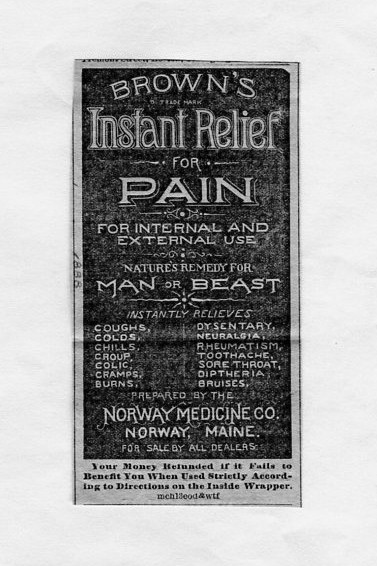 BROWN'S
TRADE MARK
Instant Relief
FOR
PAIN
FOR INTERNAL AND
EXTERNAL USE
NATURE'S REMEDY FOR
MAN OR BEAST
INSTANTLY RELIEVES
COUGHS,
COLDS,
CHILLS,
CROUP,
COLIC,
CRAMPS,
BURNS,
DYSENTARY,
NEURALGIA,
RHEUMATISM,
TOOTHACHE,
SORE THROAT,
DIPTHERIA,
BRUISES,
PREPARED BY THE
NORWAY MEDICINE CO.
NORWAY, MAINE.
FOR SALE BY ALL DEALERS.
Your Money Refunded if it Fails to
Benefit You When Used Strictly Accord-
ing to Directions on the Inside Wrapper.
1888